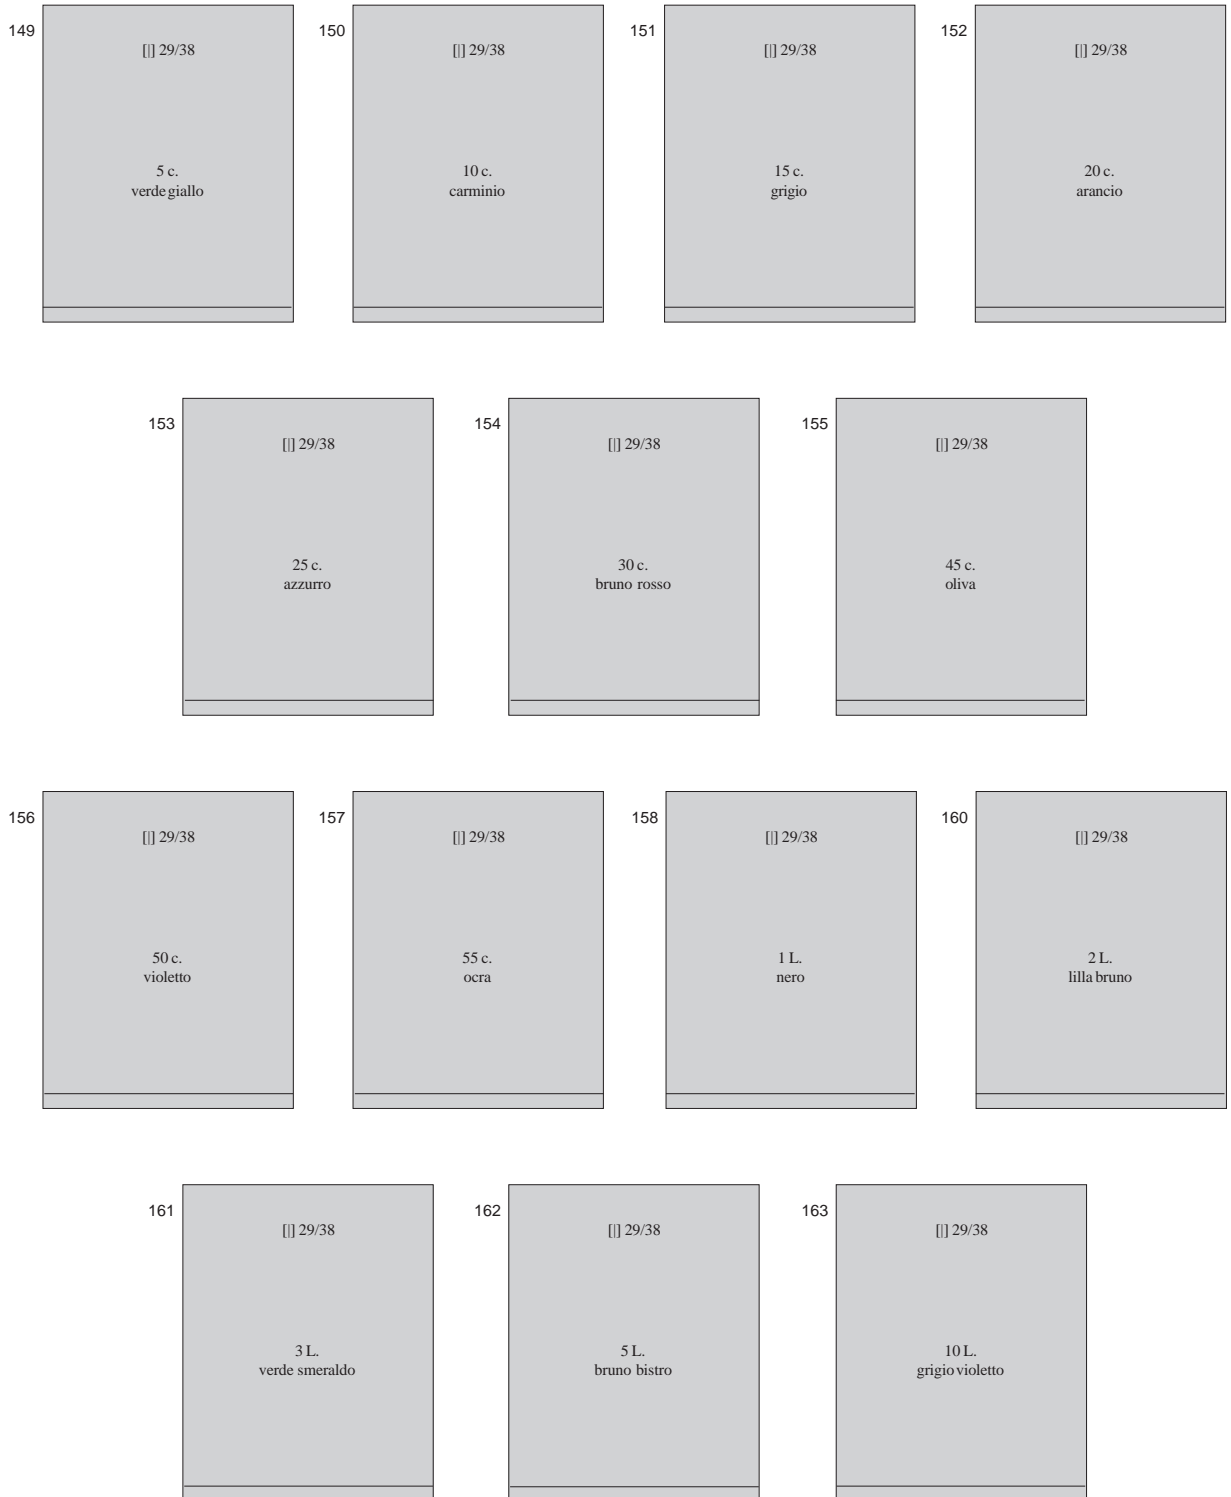 149
[|] 29/38
5 c.
verde giallo
150
[|] 29/38
10 c.
carminio
151
[|] 29/38
15 c.
grigio
152
[|] 29/38
20 c.
arancio
153
[|] 29/38
25 c.
azzurro
154
[|] 29/38
30 c.
bruno rosso
155
[|] 29/38
45 c.
oliva
156
[|] 29/38
50 c.
violetto
157
[|] 29/38
55 c.
ocra
158
[|] 29/38
1 L.
nero
160
[|] 29/38
2 L.
lilla bruno
161
[|] 29/38
3 L.
verde smeraldo
162
[|] 29/38
5 L.
bruno bistro
163
[|] 29/38
10 L.
grigio violetto